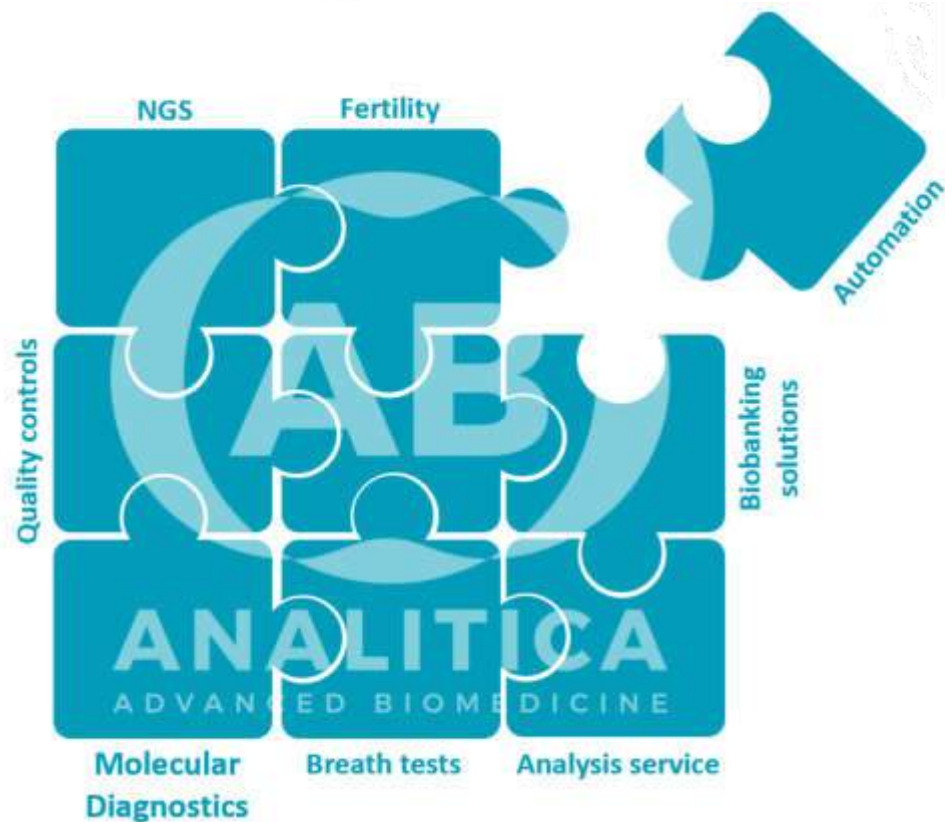 NGS
Fertility
Automation
Quality controls
AB
Biobanking
solutions
ANALITICA
ADVANCED BIOMEDICINE
Molecular
Diagnostics
Breath tests
Analysis service